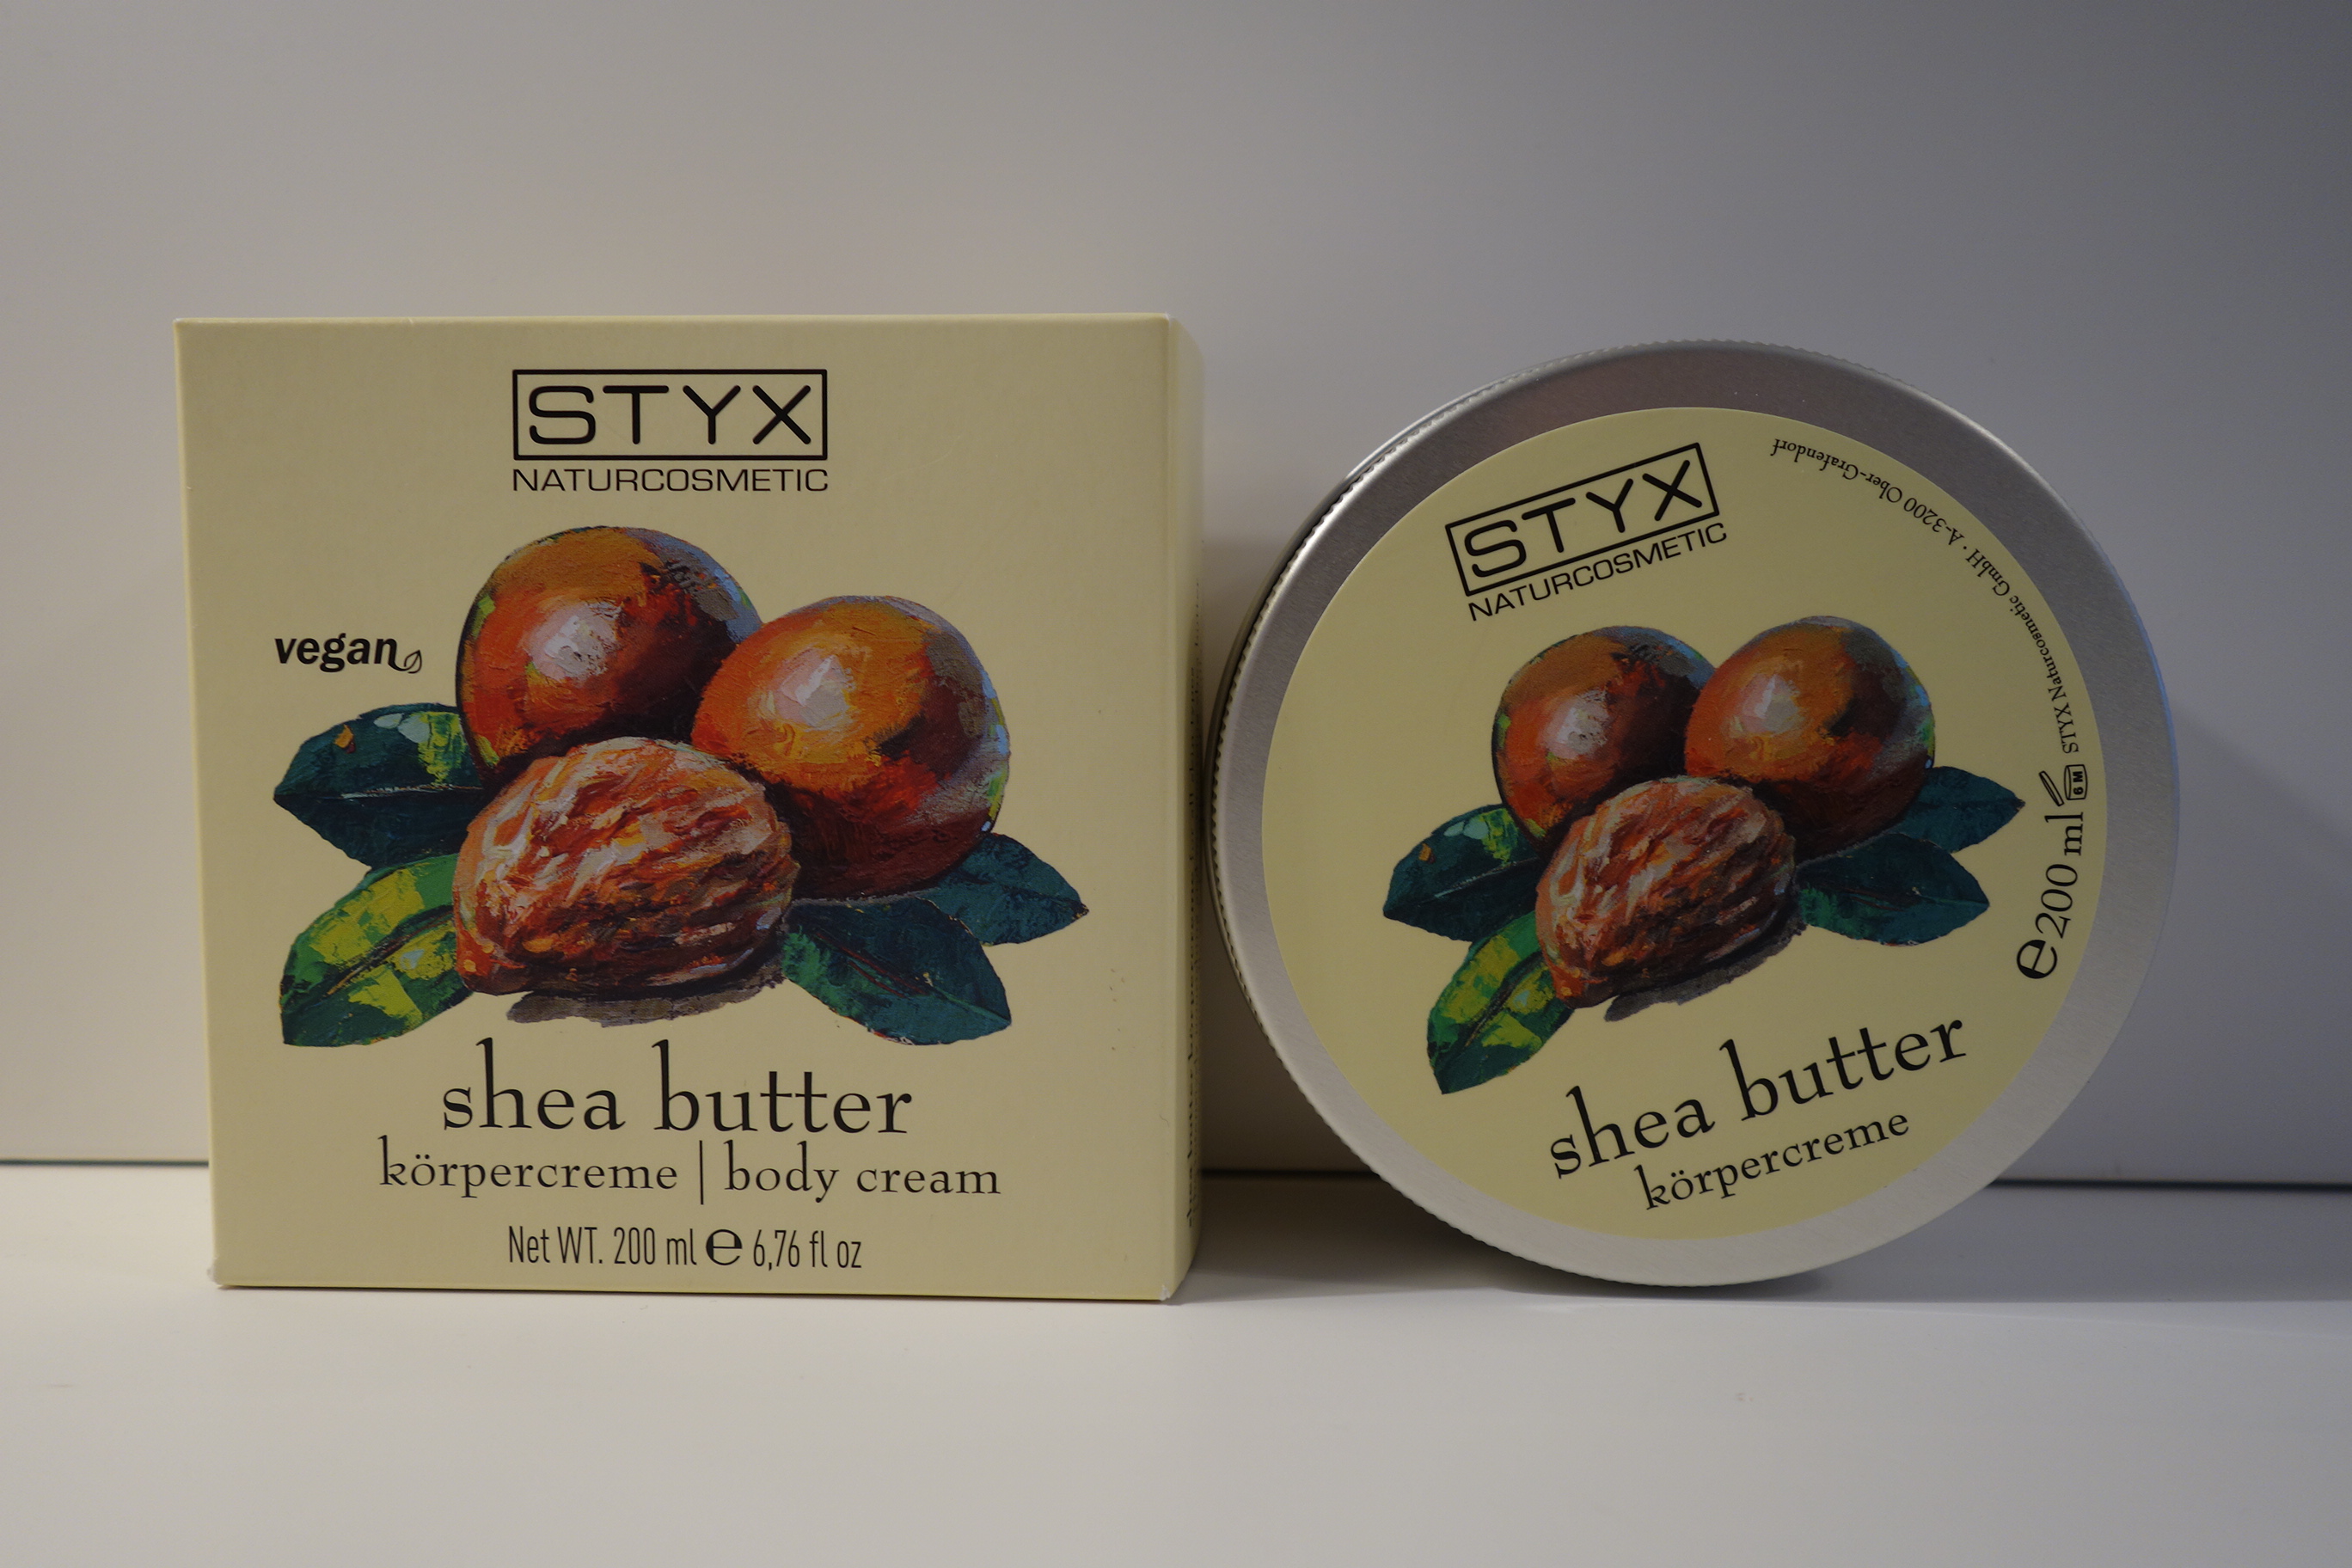 STYX
NATURCOSMETIC
vegan
shea butter
körpercreme | body cream
Net WT. 200 ml e 6,76 fl oz
STYX
NATURCOSMETIC
shea butter
körpercreme
e 200 ml 6M STYX Naturcosmetic GmbH · A-3200 Ober-Grafendorf